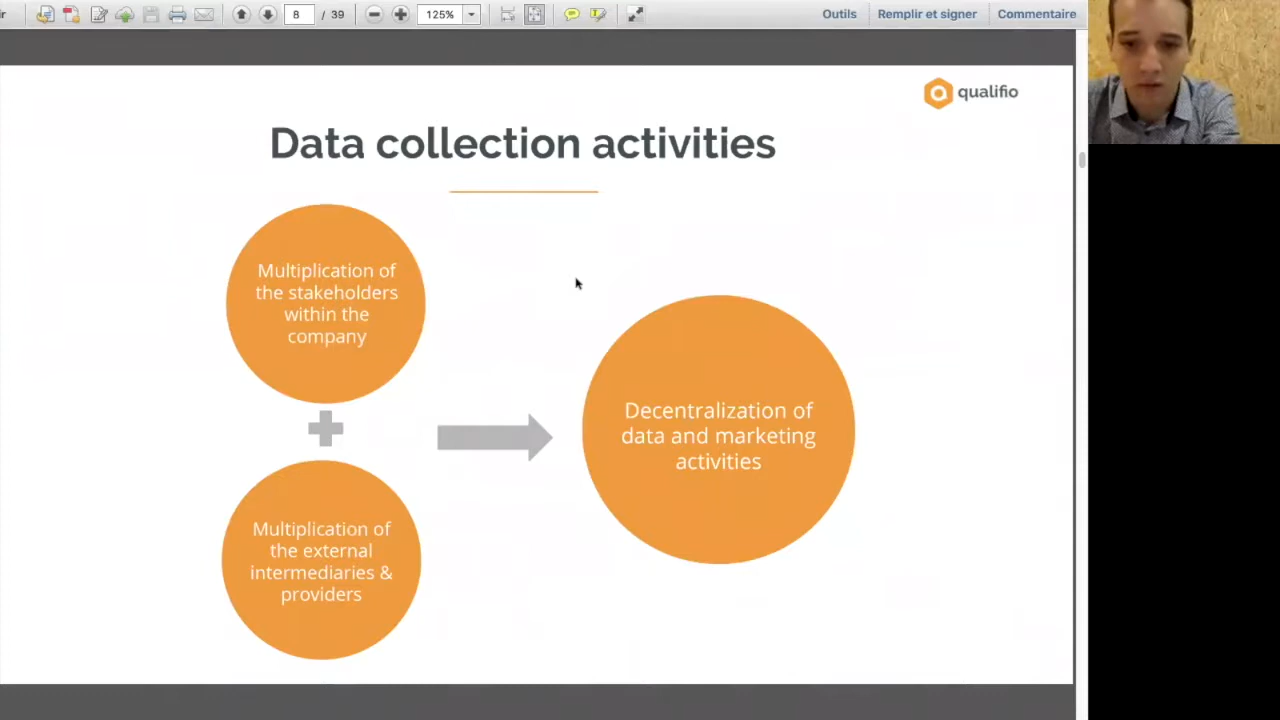 r
8 / 39
125%
Outils
Remplir et signer
Commentaire
qualifio
Data collection activities
Multiplication of
the stakeholders
within the
company
Multiplication of
the external
intermediaries &
providers
Decentralization of
data and marketing
activities